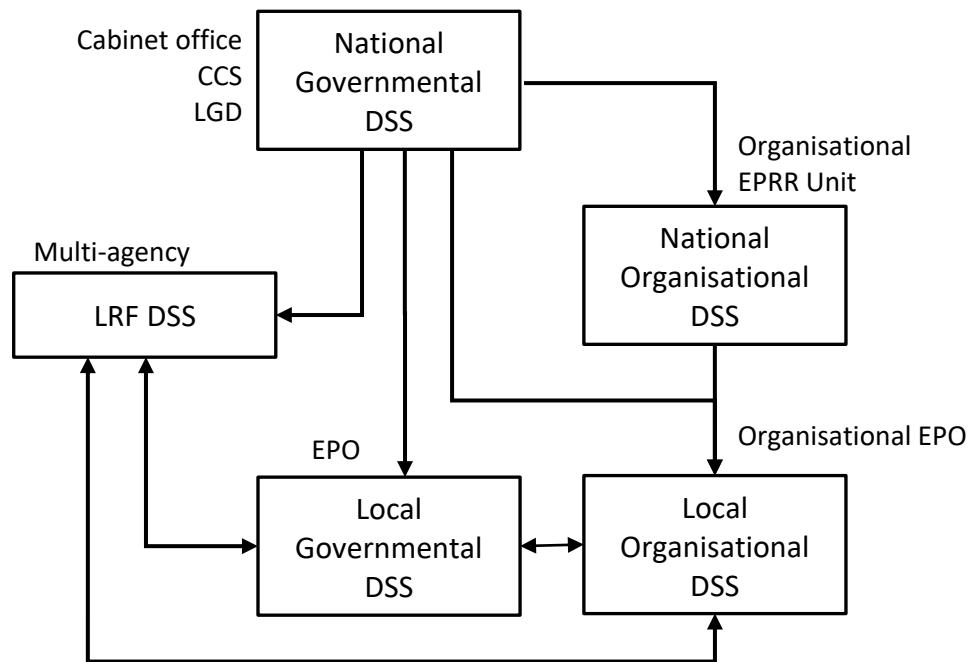 Cabinet office
CCS
LGD
National
Governmental
DSS
Organisational
EPRR Unit
National
Organisational
DSS
Multi-agency
LRF DSS
Organisational EPO
EPO
Local
Governmental
DSS
Local
Organisational
DSS